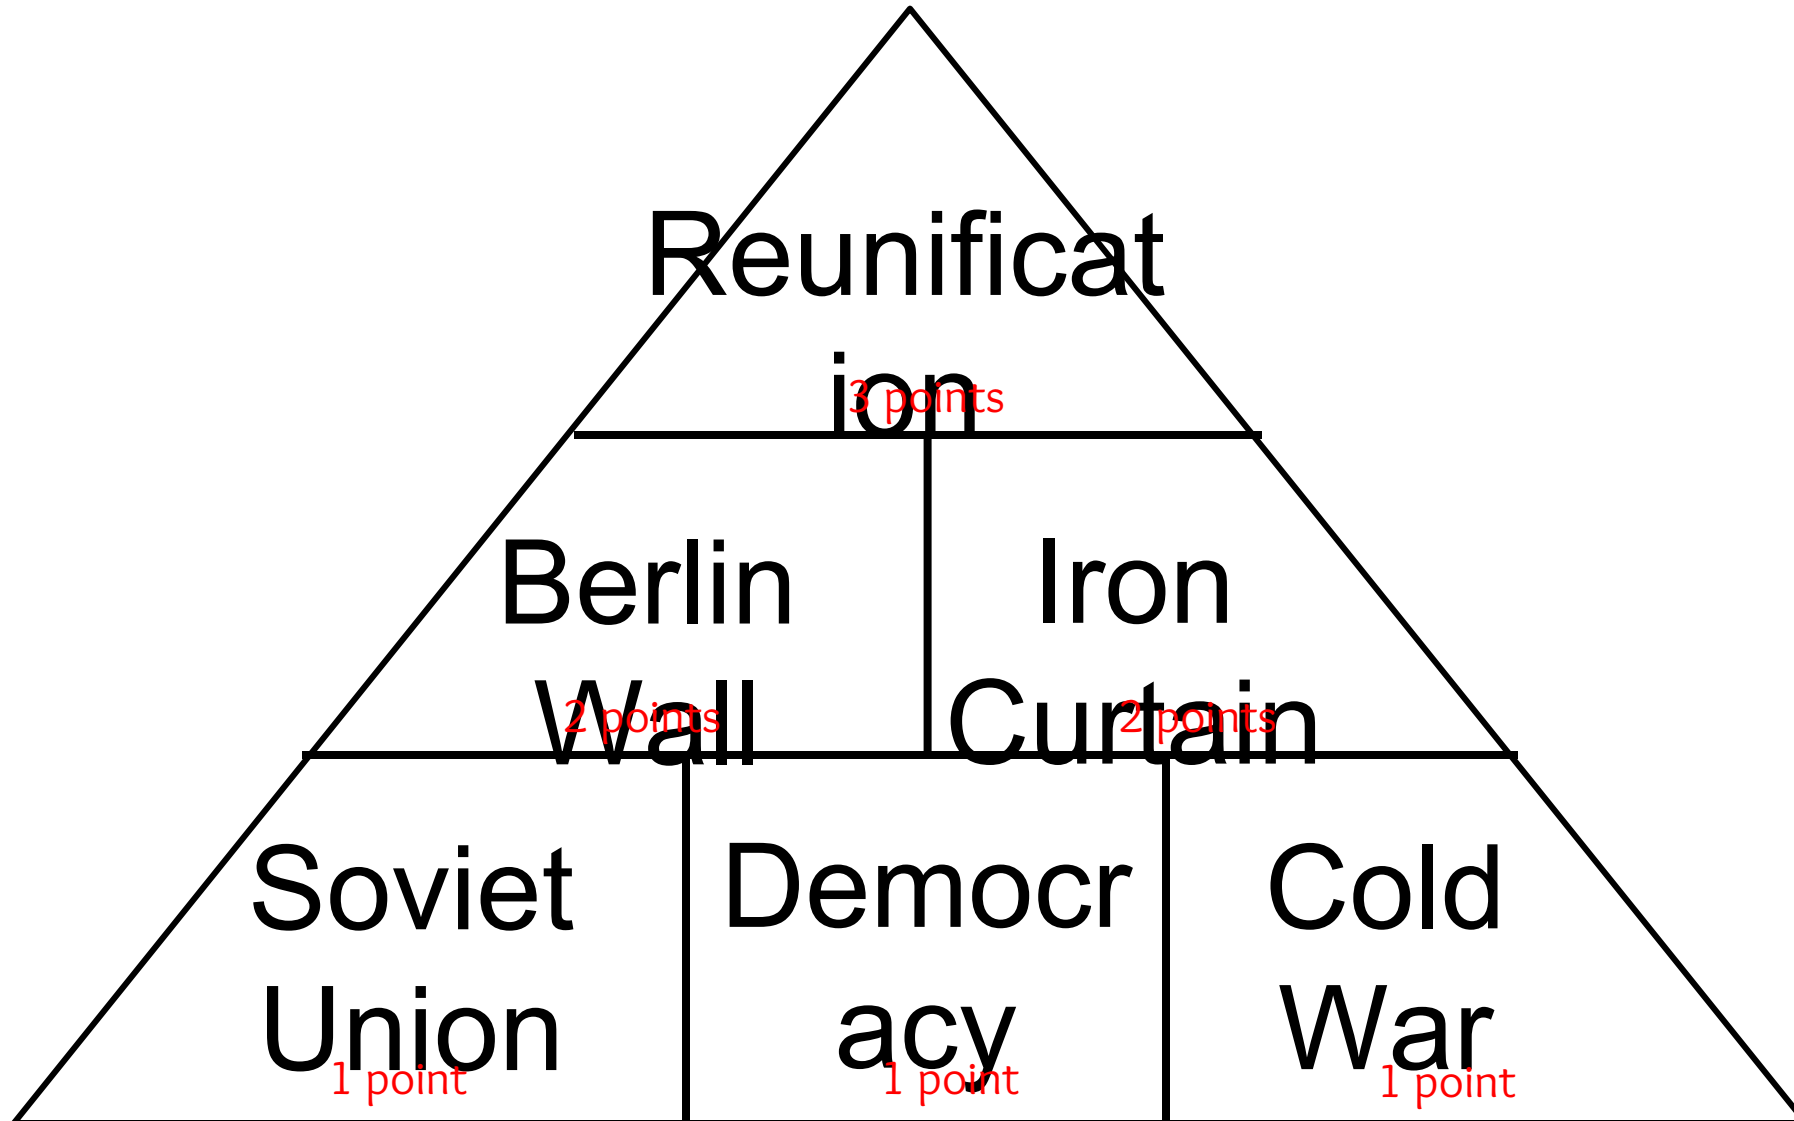 Reunificat
ion
3 points
Berlin
Wall
2 points
Iron
Curtain
2 points
Soviet
Union
1 point
Democr
acy
1 point
Cold
War
1 point